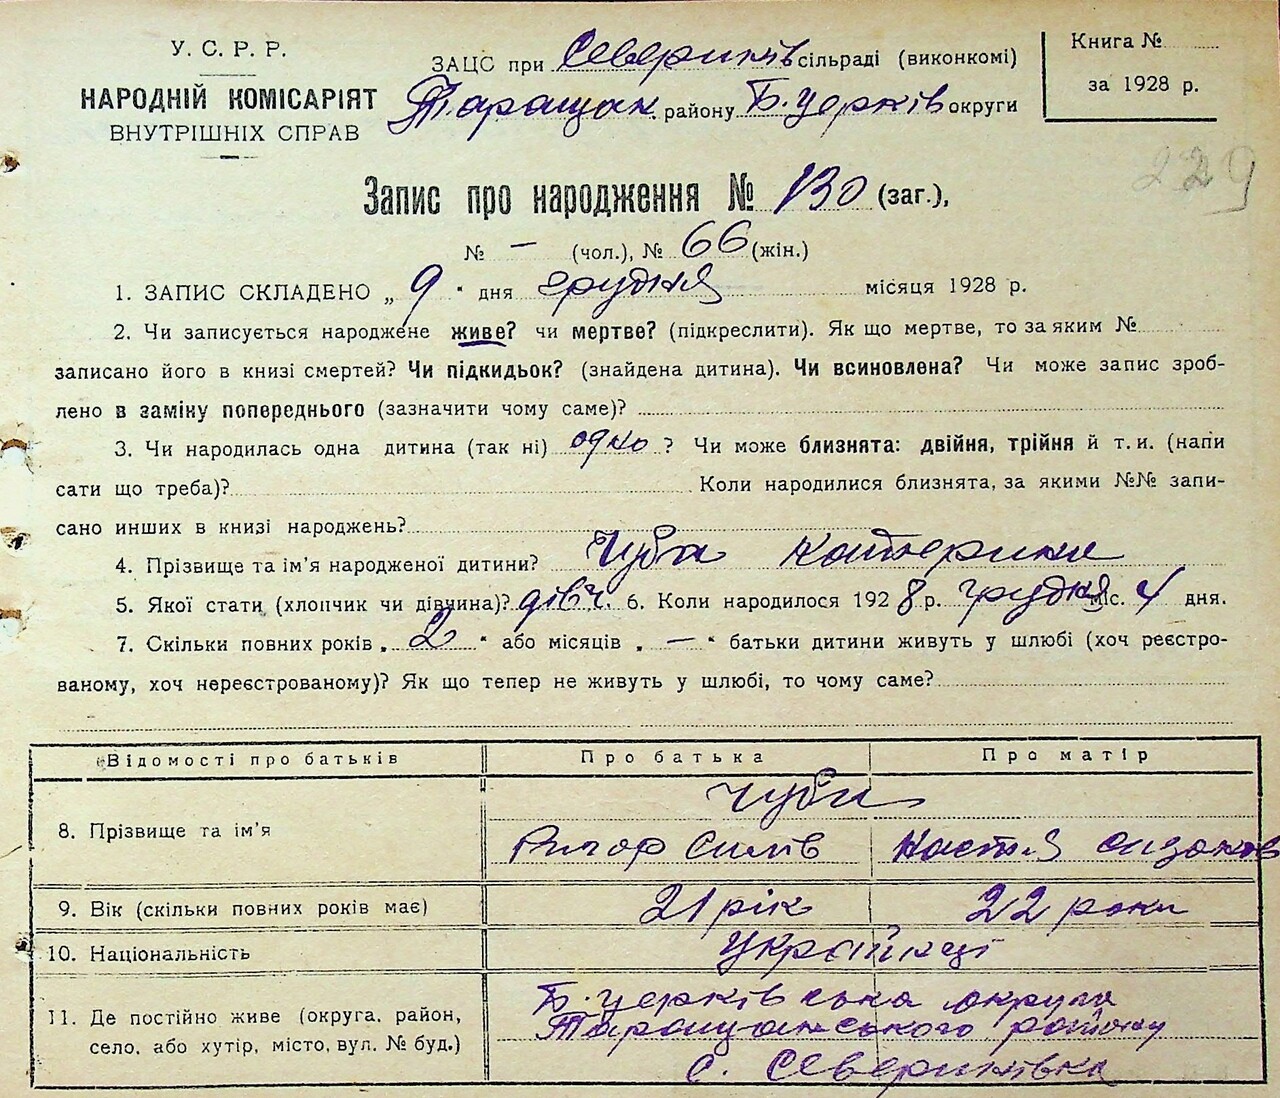 У. С. Р. Р.
НАРОДНІЙ КОМІСАРІЯТ
ВНУТРІШНІХ СПРАВ
ЗАЦС при Севериків сільраді (виконкомі)
Таращан. району Б. Церків округи
Книга №
за 1928 р.
229
Запис про народження № 130 (заг.),
№ — (чол.), № 66 (жін.)
1. ЗАПИС СКЛАДЕНО „ 9 " дня грудня місяця 1928 р.
2. Чи записується народжене живе? чи мертве? (підкреслити). Як що мертве, то за яким №
записано його в книзі смертей? Чи підкидьок? (знайдена дитина). Чи всиновлена? Чи може запис зроб-
лено в заміку попереднього (зазначити чому саме)?
3. Чи народилась одна дитина (так ні) одно ? Чи може близнята: двійня, трійня й т. и. (напи
сати що треба)? Коли народилися близнята, за якими №№ запи-
сано инших в книзі народжень?
4. Прізвище та ім'я народженої дитини? Чуба Катерина
5. Якої стати (хлопчик чи дівчина)? дівч. 6. Коли народилося 1928 р. грудня міс. 4 дня.
7. Скільки повних років „ 2 " або місяців „ — " батьки дитини живуть у шлюбі (хоч реєстро-
ваному, хоч нереєстрованому)? Як що тепер не живуть у шлюбі, то чому саме?
Відомості про батьків Про батька Про матір
Чуби
8. Прізвище та ім'я
Ригор Силів Настя
9. Вік (скільки повних років має) 21 рік 22 роки
10. Національність Українці
11. Де постійно живе (округа, район,
село, або хутір, місто, вул. № буд.)
Б. Церківська округа
Таращанського району
с. Севериківка